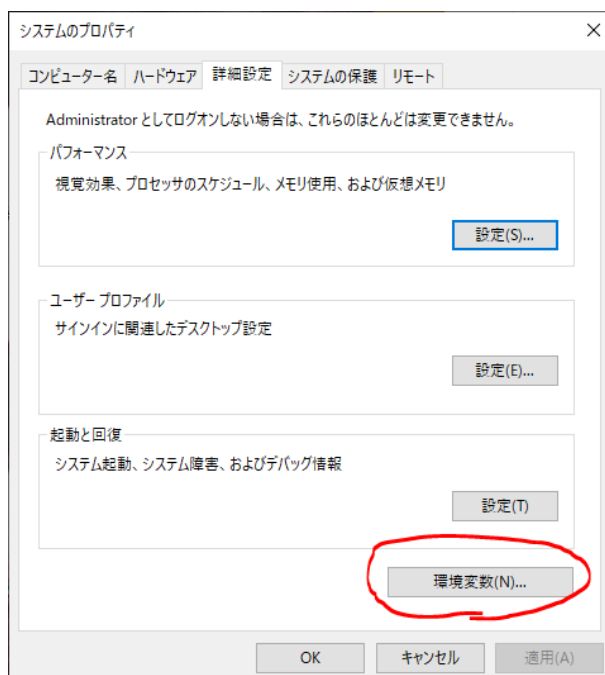 システムのプロパティ
コンピューター名 ハードウェア 詳細設定 システムの保護 リモート
Administrator としてログオンしない場合は、これらのほとんどは変更できません。
パフォーマンス
視覚効果、プロセッサのスケジュール、メモリ使用、および仮想メモリ
設定(S)...
ユーザー プロファイル
サインインに関連したデスクトップ設定
設定(E)...
起動と回復
システム起動、システム障害、およびデバッグ情報
設定(T)
環境変数(N)...
OK キャンセル 適用(A)